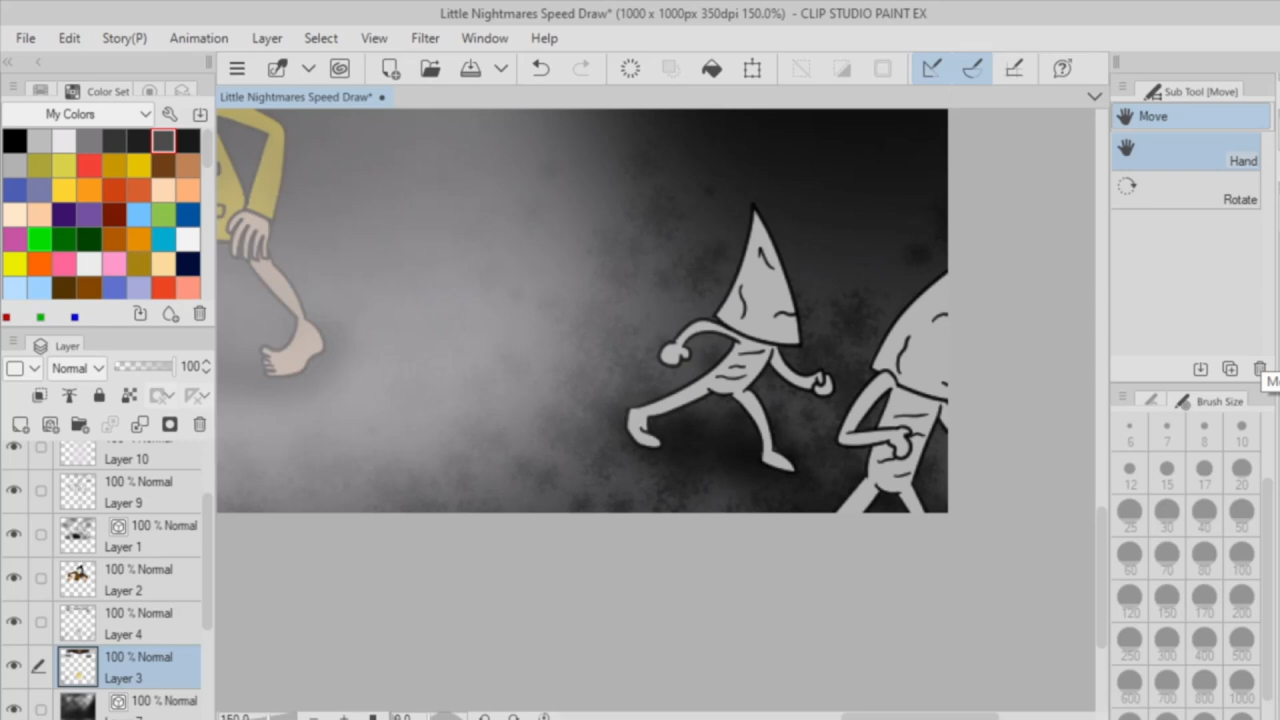 Little Nightmares Speed Draw* (1000 x 1000px 350dpi 150.0%) - CLIP STUDIO PAINT EX
File Edit Story(P) Animation Layer Select View Filter Window Help
Color Set
Little Nightmares Speed Draw*
Sub Tool [Move]
My Colors
Move
Hand
Rotate
Layer
Normal 100
Brush Size
6 7 8 10
Layer 10
12 15 17 20
100 % Normal
Layer 9
25 30 40 50
100 % Normal
Layer 1
60 70 80 100
100 % Normal
Layer 2
120 150 170 200
100 % Normal
Layer 4
250 300 400 500
100 % Normal
Layer 3
600 700 800 1000
100 % Normal
150.0